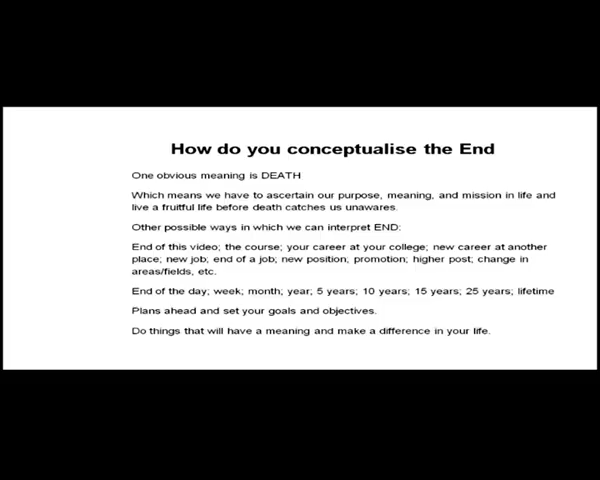 How do you conceptualise the End
One obvious meaning is DEATH
Which means we have to ascertain our purpose, meaning, and mission in life and
live a fruitful life before death catches us unawares.
Other possible ways in which we can interpret END:
End of this video; the course; your career at your college; new career at another
place; new job; end of a job; new position; promotion; higher post; change in
areas/fields, etc.
End of the day; week; month; year; 5 years; 10 years; 15 years; 25 years; lifetime
Plans ahead and set your goals and objectives.
Do things that will have a meaning and make a difference in your life.